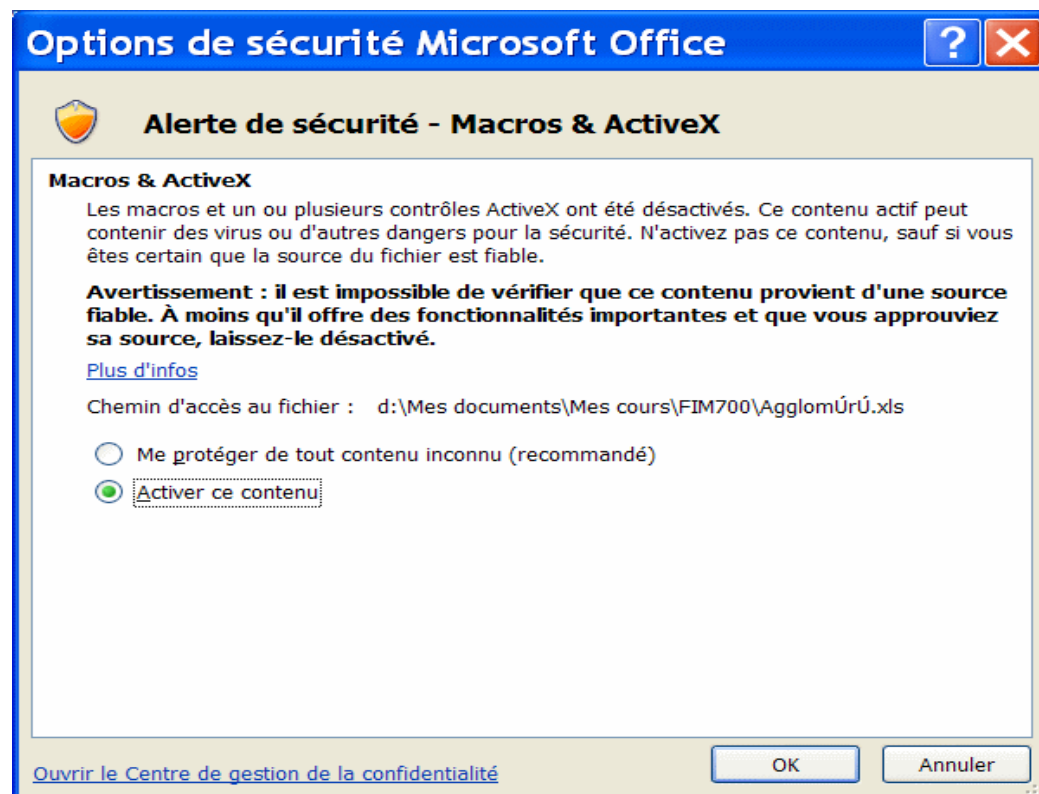 Options de sécurité Microsoft Office
Alerte de sécurité - Macros & ActiveX
Macros & ActiveX
Les macros et un ou plusieurs contrôles ActiveX ont été désactivés. Ce contenu actif peut
contenir des virus ou d'autres dangers pour la sécurité. N'activez pas ce contenu, sauf si vous
êtes certain que la source du fichier est fiable.
Avertissement : il est impossible de vérifier que ce contenu provient d'une source
fiable. À moins qu'il offre des fonctionnalités importantes et que vous approuviez
sa source, laissez-le désactivé.
Plus d'infos
Chemin d'accès au fichier : d:\Mes documents\Mes cours\FIM700\AgglomÚrÚ.xls
Me protéger de tout contenu inconnu (recommandé)
Activer ce contenu
Ouvrir le Centre de gestion de la confidentialité
OK
Annuler